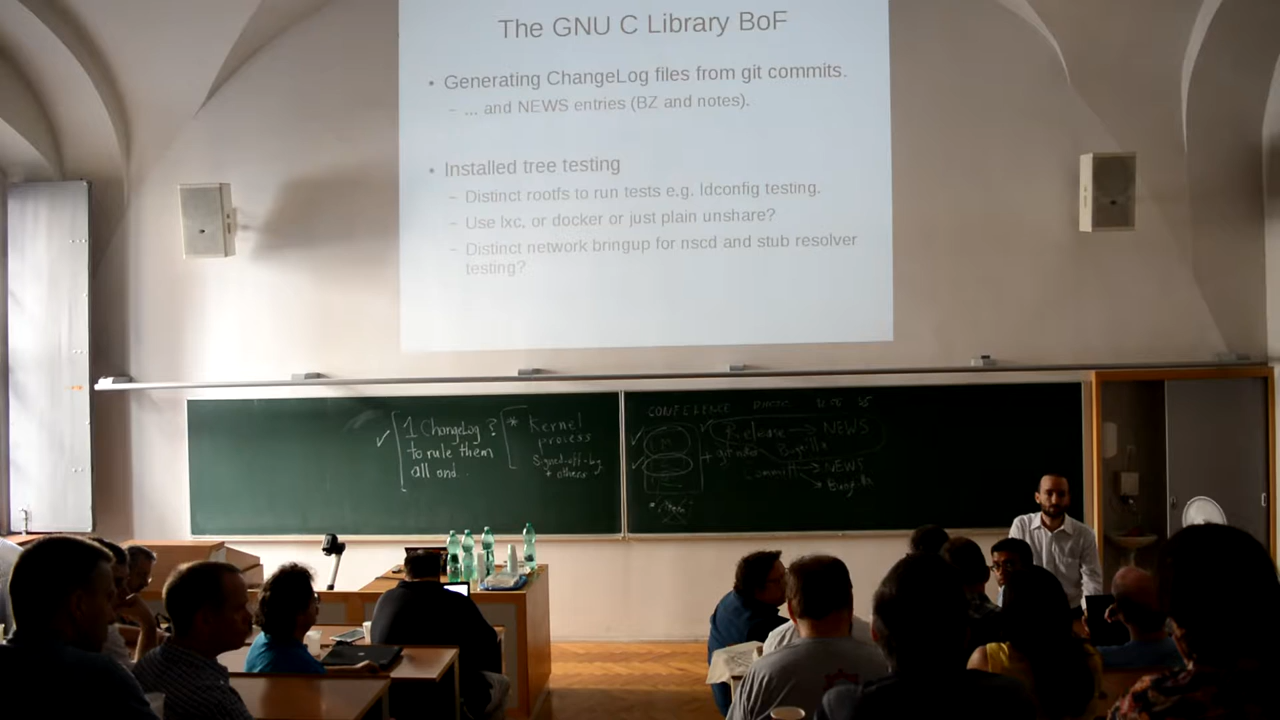 The GNU C Library BoF
• Generating ChangeLog files from git commits.
– ... and NEWS entries (BZ and notes).
• Installed tree testing
– Distinct rootfs to run tests e.g. ldconfig testing.
– Use lxc, or docker or just plain unshare?
– Distinct network bringup for nscd and stub resolver
testing?
1 ChangeLog ?
to rule them
all and..
* Kernel
process
Signed-off-by
+ others
CONFERENCE
Release → NEWS
+ git Bugzilla
Commit → NEWS
→ Bugzilla